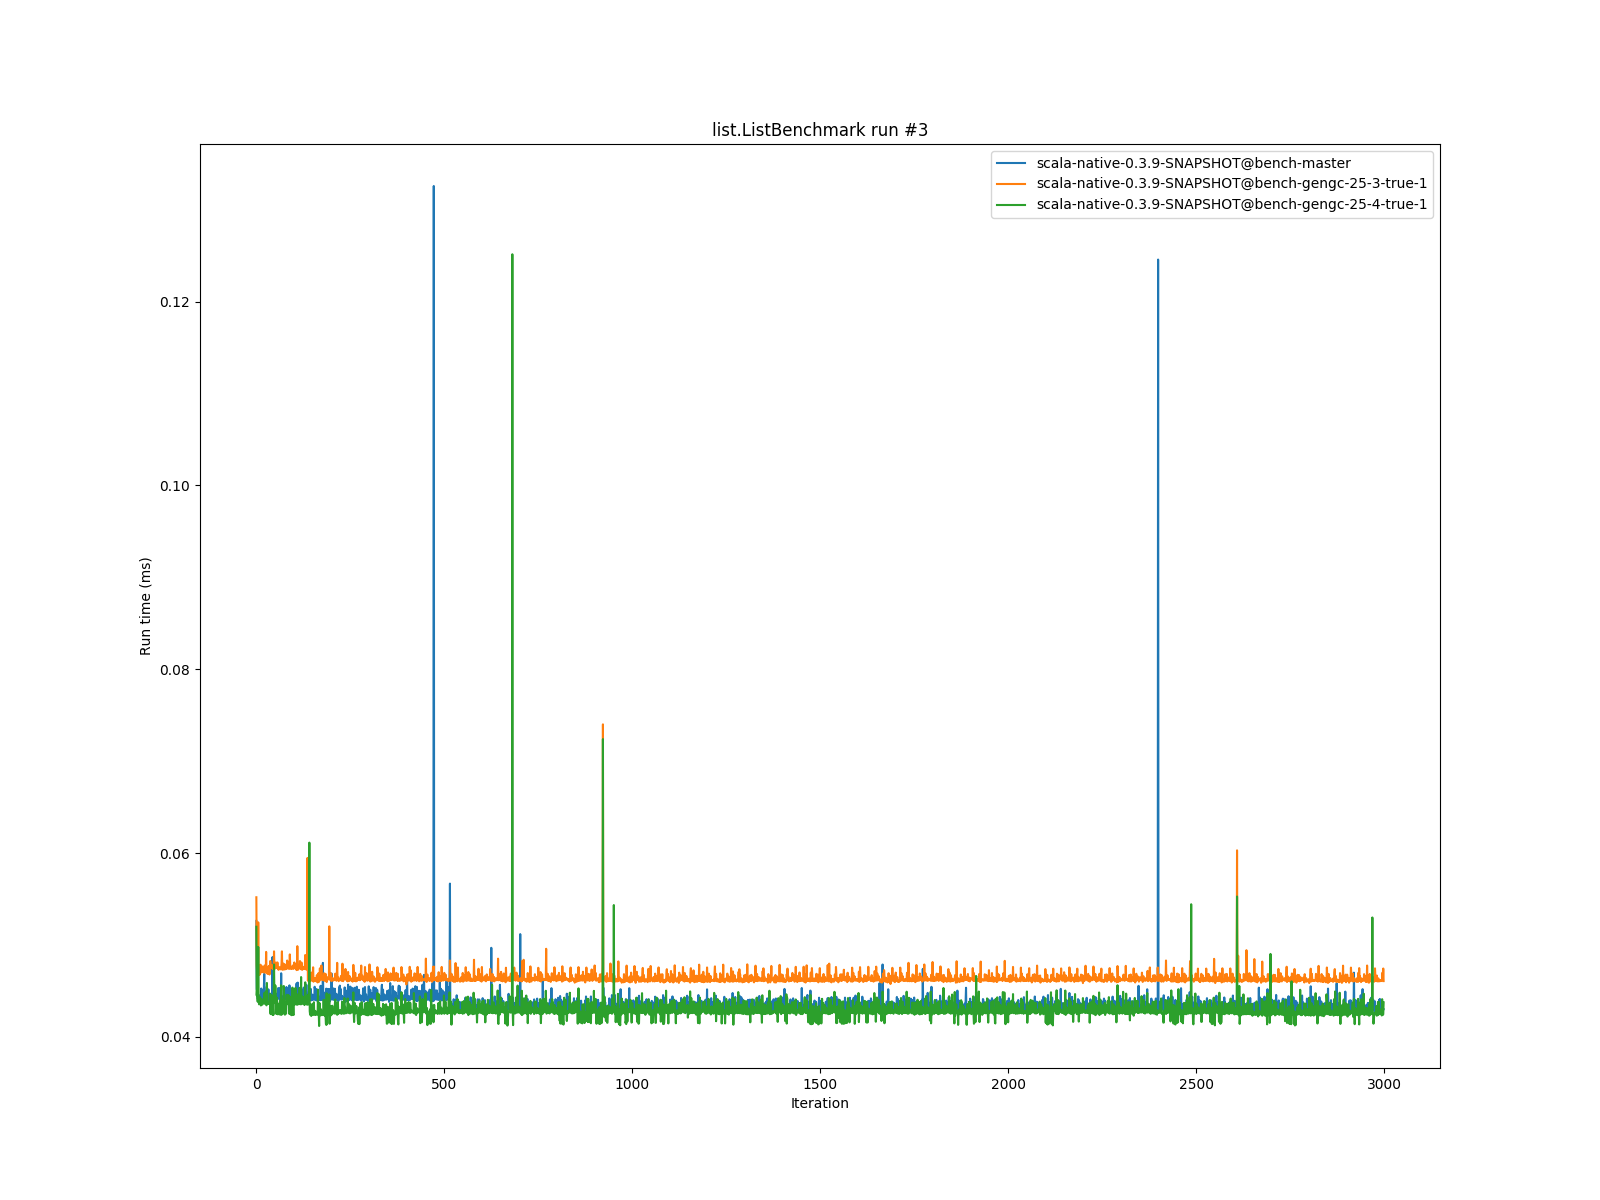 list.ListBenchmark run #3
scala-native-0.3.9-SNAPSHOT@bench-master
scala-native-0.3.9-SNAPSHOT@bench-gengc-25-3-true-1
scala-native-0.3.9-SNAPSHOT@bench-gengc-25-4-true-1
0.12
0.10
0.08
0.06
0.04
Run time (ms)
0 500 1000 1500 2000 2500 3000
Iteration